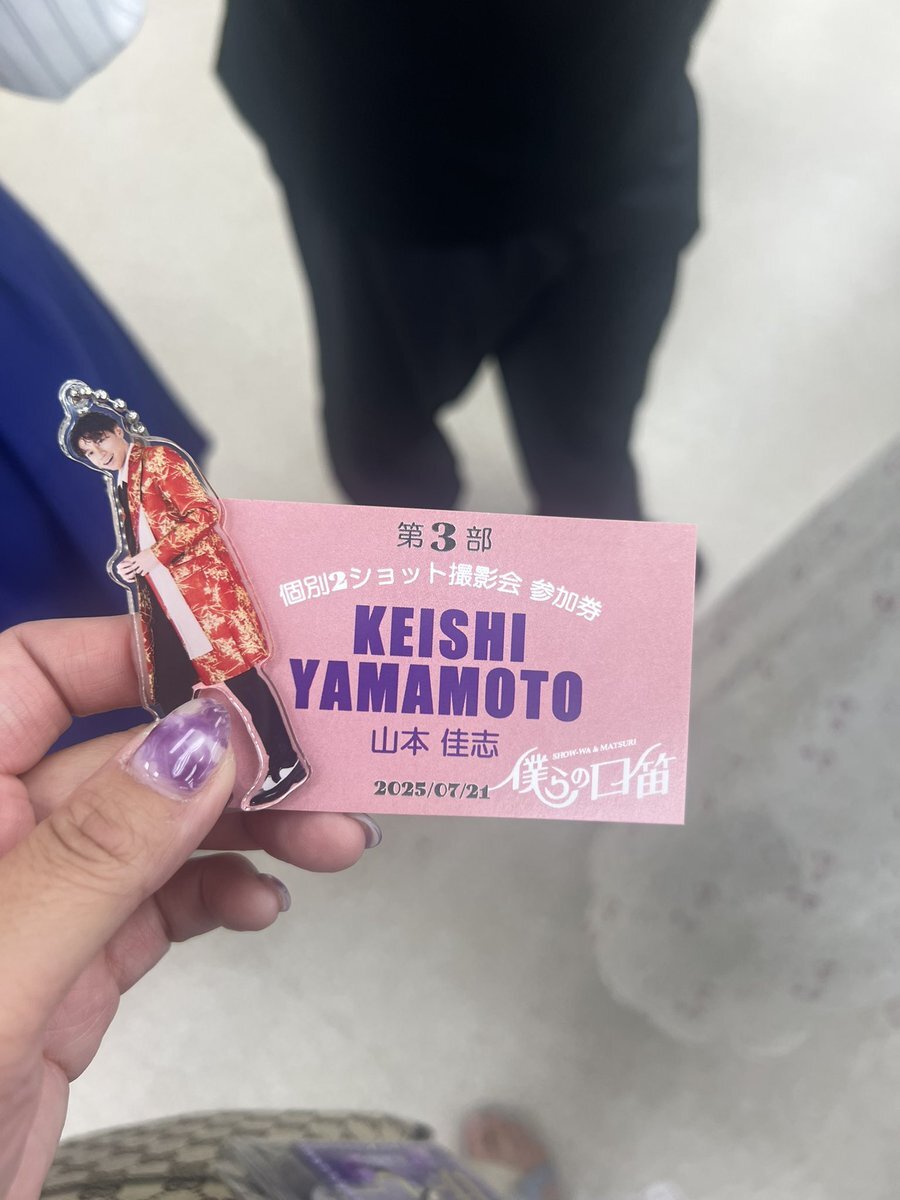 第3部
個別2ショット撮影会 参加券
KEISHI
YAMAMOTO
山本 佳志
2025/07/21
SHOW-WA & MATSURI
僕らの口笛